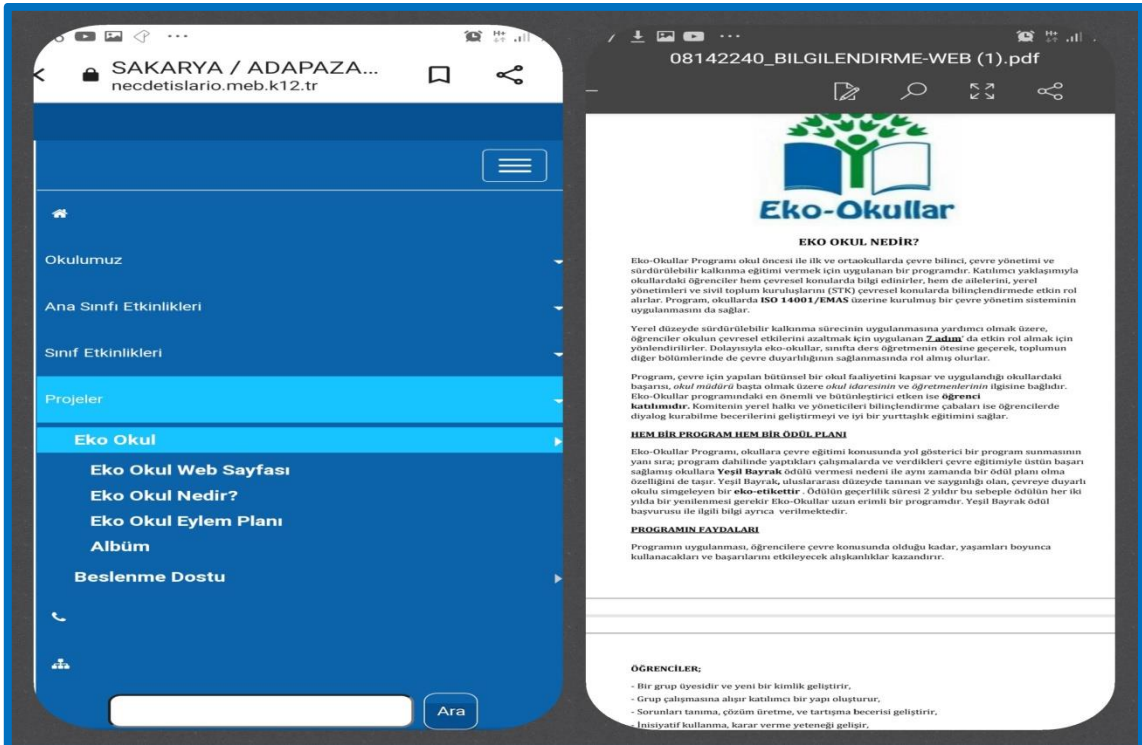 SAKARYA / ADAPAZA...
necdetislario.meb.k12.tr
Okulumuz
Ana Sınıfı Etkinlikleri
Sınıf Etkinlikleri
Projeler
Eko Okul
Eko Okul Web Sayfası
Eko Okul Nedir?
Eko Okul Eylem Planı
Albüm
Beslenme Dostu
Ara
08142240_BILGILENDIRME-WEB (1).pdf
Eko-Okullar
EKO OKUL NEDİR?
Eko-Okullar Programı okul öncesi ile ilk ve ortaokullarda çevre bilinci, çevre yönetimi ve
sürdürülebilir kalkınma eğitimi vermek için uygulanan bir programdır. Katılımcı yaklaşımıyla
okullardaki öğrenciler hem çevresel konularda bilgi edinirler, hem de ailelerini, yerel
yönetimleri ve sivil toplum kuruluşlarını (STK) çevresel konularda bilinçlendirmede etkin rol
alırlar. Program, okullarda ISO 14001/EMAS üzerine kurulmuş bir çevre yönetim sisteminin
uygulanmasını da sağlar.
Yerel düzeyde sürdürülebilir kalkınma sürecinin uygulanmasına yardımcı olmak üzere,
öğrenciler okulun çevresel etkilerini azaltmak için uygulanan 7 adım' da etkin rol almak için
yönlendirilirler. Dolayısıyla eko-okullar, sınıfta ders öğretmenin ötesine geçerek, toplumun
diğer bölümlerinde de çevre duyarlılığının sağlanmasında rol almış olurlar.
Program, çevre için yapılan bütünsel bir okul faaliyetini kapsar ve uygulandığı okullardaki
başarısı, okul müdürü başta olmak üzere okul idaresinin ve öğretmenlerinin ilgisine bağlıdır.
Eko-Okullar programındaki en önemli ve bütünleştirici etken ise öğrenci
katılımıdır. Komitenin yerel halkı ve yöneticileri bilinçlendirme çabaları ise öğrencilerde
diyalog kurabilme becerilerini geliştirmeyi ve iyi bir yurttaşlık eğitimini sağlar.
HEM BİR PROGRAM HEM BİR ÖDÜL PLANI
Eko-Okullar Programı, okullara çevre eğitimi konusunda yol gösterici bir program sunmasının
yanı sıra; program dahilinde yaptıkları çalışmalarda ve verdikleri çevre eğitimiyle üstün başarı
sağlamış okullara Yeşil Bayrak ödülü vermesi nedeni ile aynı zamanda bir ödül planı olma
özelliğini de taşır. Yeşil Bayrak, uluslararası düzeyde tanınan ve saygınlığı olan, çevreye duyarlı
okulu simgeleyen bir eko-etikettir . Ödülün geçerlilik süresi 2 yıldır bu sebeple ödülün her iki
yılda bir yenilenmesi gerekir Eko-Okullar uzun erimli bir programdır. Yeşil Bayrak ödül
başvurusu ile ilgili bilgi ayrıca verilmektedir.
PROGRAMIN FAYDALARI
Programın uygulanması, öğrencilere çevre konusunda olduğu kadar, yaşamları boyunca
kullanacakları ve başarılarını etkileyecek alışkanlıklar kazandırır.
ÖĞRENCİLER;
- Bir grup üyesidir ve yeni bir kimlik geliştirir,
- Grup çalışmasına alışır katılımcı bir yapı oluşturur,
- Sorunları tanıma, çözüm üretme, ve tartışma becerisi geliştirir,
- İnisiyatif kullanma, karar verme yeteneği gelişir,